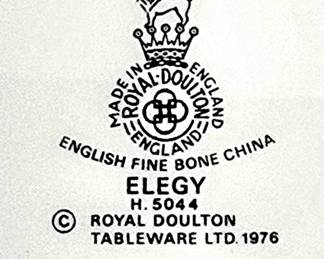 MADE IN ENGLAND
ROYAL·DOULTON
ENGLAND
ENGLISH FINE BONE CHINA
ELEGY
H. 5044
© ROYAL DOULTON
TABLEWARE LTD. 1976